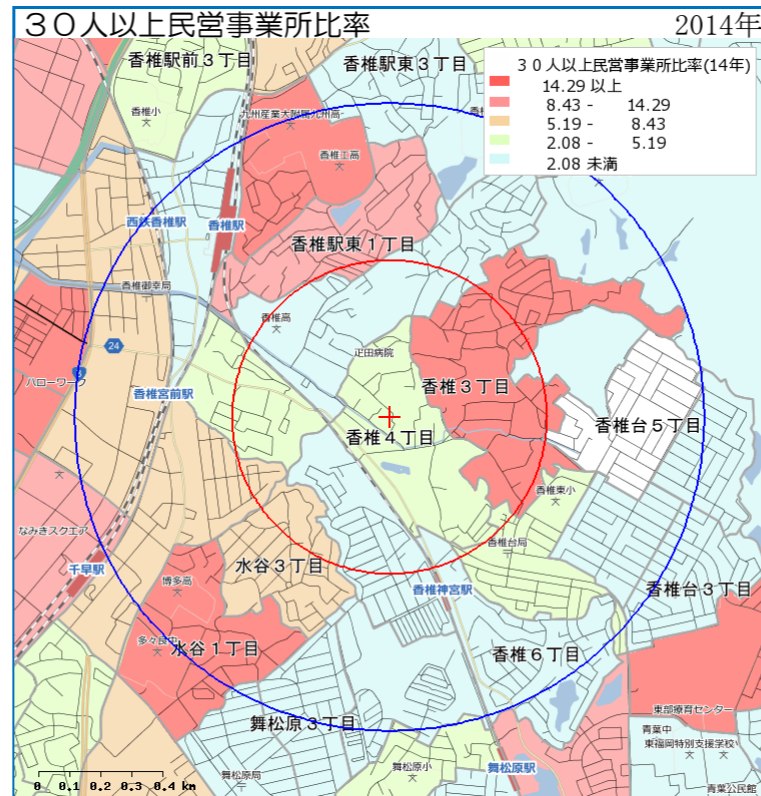 ３０人以上民営事業所比率
2014年
３０人以上民営事業所比率(14年)
14.29 以上
8.43 - 14.29
5.19 - 8.43
2.08 - 5.19
2.08 未満
香椎駅前３丁目
香椎駅東３丁目
香椎小
九州産業大附属九州高
香椎工高
西鉄香椎駅
香椎駅
香椎駅東１丁目
香椎御幸局
香椎高
24
疋田病院
3
ハローワーク
香椎宮前駅
香椎３丁目
香椎４丁目
香椎台５丁目
香椎東小
なみきスクエア
香椎台局
水谷３丁目
千早駅
博多高
香椎神宮駅
香椎台３丁目
多々良中
水谷１丁目
香椎６丁目
東部療育センター
舞松原３丁目
青葉中
東福岡特別支援学校
舞松原局
舞松原小
舞松原駅
青葉公民館
0 0.1 0.2 0.3 0.4 km